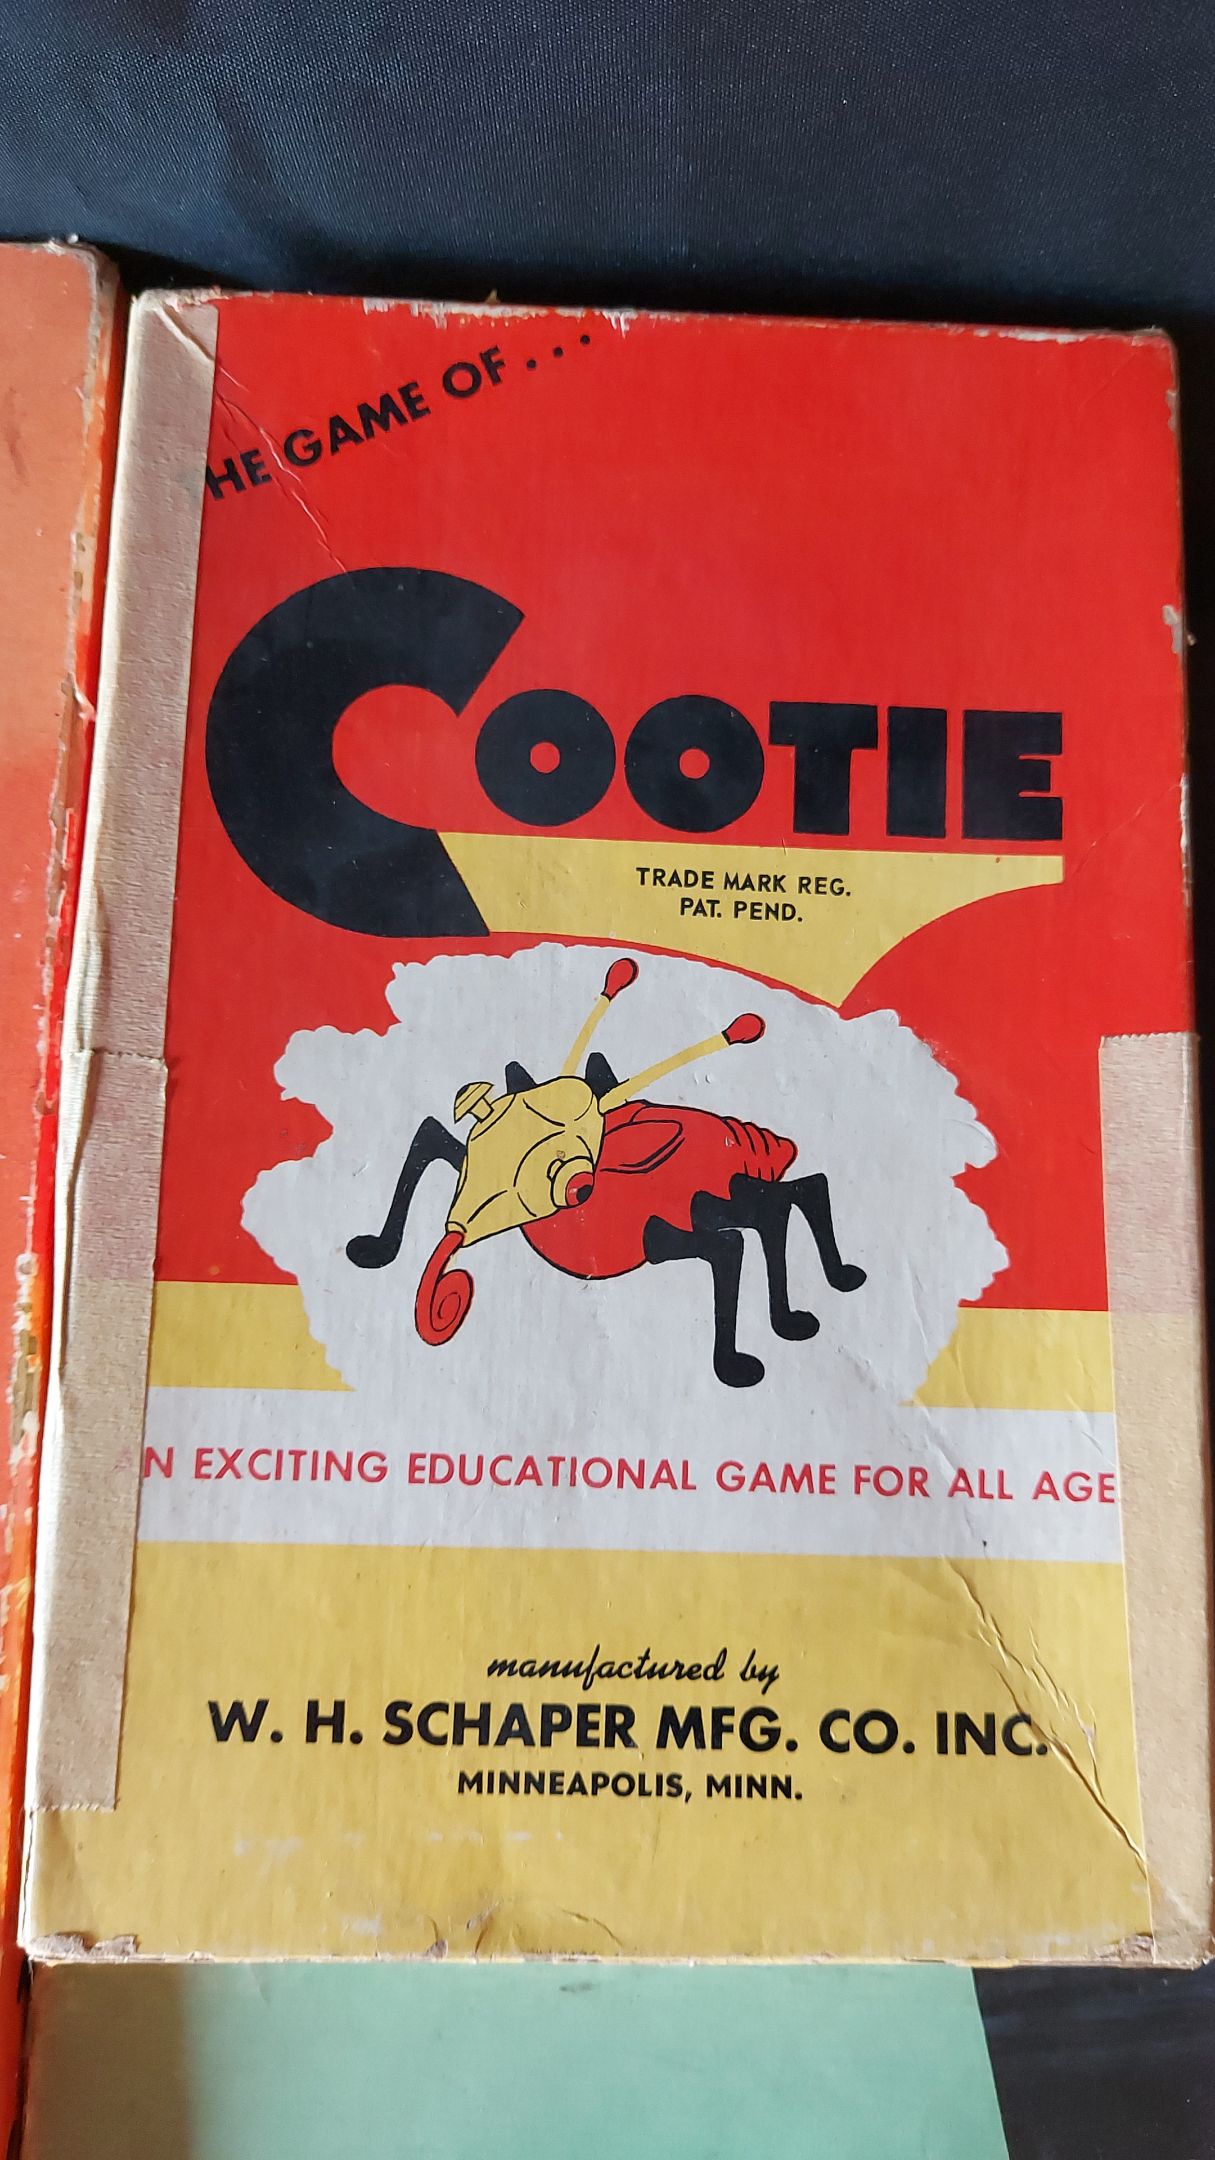 HE GAME OF...
COOTIE
TRADE MARK REG.
PAT. PEND.
N EXCITING EDUCATIONAL GAME FOR ALL AGE
manufactured by
W. H. SCHAPER MFG. CO. INC.
MINNEAPOLIS, MINN.